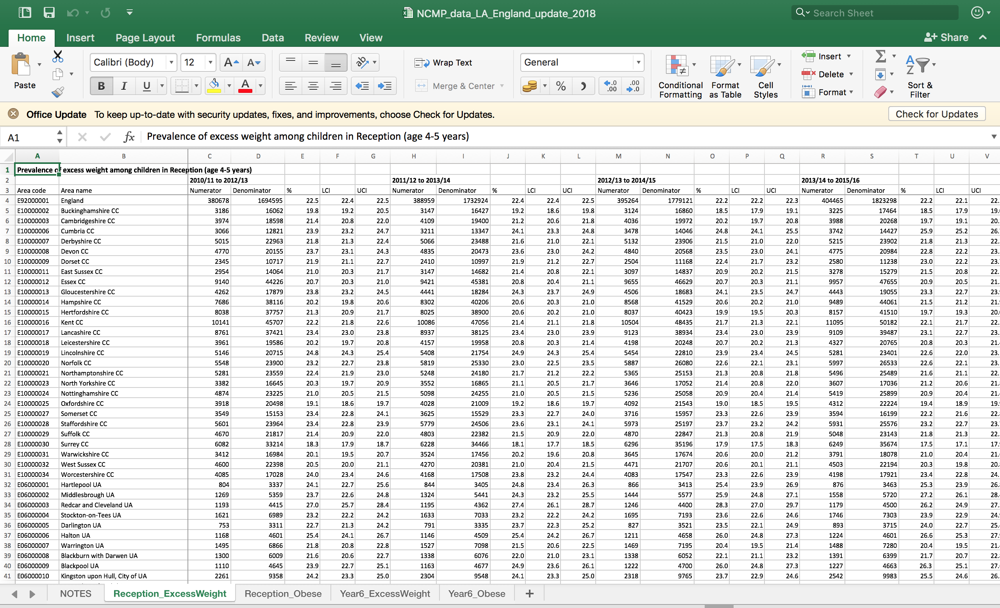 NCMP_data_LA_England_update_2018
Search Sheet
Home Insert Page Layout Formulas Data Review View Share
Paste
Calibri (Body) 12
Wrap Text
Merge & Center
General
Conditional Formatting
Format as Table
Cell Styles
Insert
Delete
Format
Sort & Filter
Office Update To keep up-to-date with security updates, fixes, and improvements, choose Check for Updates. Check for Updates
A1 fx Prevalence of excess weight among children in Reception (age 4-5 years)
A B C D E F G H I J K L M N O P Q R S T U V
1 Prevalence of excess weight among children in Reception (age 4-5 years)
2 2010/11 to 2012/13 2011/12 to 2013/14 2012/13 to 2014/15 2013/14 to 2015/16
3 Area code Area name Numerator Denominator % LCI UCI Numerator Denominator % LCI UCI Numerator Denominator % LCI UCI Numerator Denominator % LCI UCI
4 E92000001 England 380678 1694595 22.5 22.4 22.5 388959 1732924 22.4 22.4 22.5 395264 1779121 22.2 22.2 22.3 404465 1823298 22.2 22.1 22.
5 E10000002 Buckinghamshire CC 3186 16062 19.8 19.2 20.5 3147 16427 19.2 18.6 19.8 3124 16860 18.5 17.9 19.1 3225 17464 18.5 17.9 19.
6 E10000003 Cambridgeshire CC 3974 18598 21.4 20.8 22.0 4109 19400 21.2 20.6 21.8 4036 19972 20.2 19.7 20.8 3988 20268 19.7 19.1 20.
7 E10000006 Cumbria CC 3066 12821 23.9 23.2 24.7 3211 13347 24.1 23.3 24.8 3478 14046 24.8 24.1 25.5 3742 14427 25.9 25.2 26.
8 E10000007 Derbyshire CC 5015 22963 21.8 21.3 22.4 5066 23488 21.6 21.0 22.1 5132 23906 21.5 21.0 22.0 5215 23902 21.8 21.3 22.
9 E10000008 Devon CC 4770 20155 23.7 23.1 24.3 4835 20473 23.6 23.0 24.2 4840 20568 23.5 23.0 24.1 4775 20984 22.8 22.2 23.
10 E10000009 Dorset CC 2345 10717 21.9 21.1 22.7 2410 10997 21.9 21.2 22.7 2504 11168 22.4 21.7 23.2 2580 11238 23.0 22.2 23.
11 E10000011 East Sussex CC 2954 14064 21.0 20.3 21.7 3147 14682 21.4 20.8 22.1 3097 14837 20.9 20.2 21.5 3278 15279 21.5 20.8 22.
12 E10000012 Essex CC 9140 44226 20.7 20.3 21.0 9421 45381 20.8 20.4 21.1 9655 46629 20.7 20.3 21.1 9957 47655 20.9 20.5 21.
13 E10000013 Gloucestershire CC 4262 17879 23.8 23.2 24.5 4441 18284 24.3 23.7 24.9 4506 18683 24.1 23.5 24.7 4443 19055 23.3 22.7 23.
14 E10000014 Hampshire CC 7686 38116 20.2 19.8 20.6 8302 40206 20.6 20.3 21.0 8568 41529 20.6 20.2 21.0 9489 44061 21.5 21.2 21.
15 E10000015 Hertfordshire CC 8038 37757 21.3 20.9 21.7 8025 38900 20.6 20.2 21.0 8037 40423 19.9 19.5 20.3 8157 41510 19.7 19.3 20.
16 E10000016 Kent CC 10141 45707 22.2 21.8 22.6 10086 47056 21.4 21.1 21.8 10504 48435 21.7 21.3 22.1 11095 50182 22.1 21.7 22.
17 E10000017 Lancashire CC 8761 37421 23.4 23.0 23.8 8937 38125 23.4 23.0 23.9 9123 38934 23.4 23.0 23.9 9109 39487 23.1 22.7 23.
18 E10000018 Leicestershire CC 3961 19586 20.2 19.7 20.8 4157 19958 20.8 20.3 21.4 4198 20248 20.7 20.2 21.3 4327 20765 20.8 20.3 21.
19 E10000019 Lincolnshire CC 5146 20715 24.8 24.3 25.4 5408 21754 24.9 24.3 25.4 5454 22810 23.9 23.4 24.5 5281 23401 22.6 22.0 23.
20 E10000020 Norfolk CC 5548 23900 23.2 22.7 23.8 5819 25330 23.0 22.5 23.5 5887 26080 22.6 22.1 23.1 5997 26533 22.6 22.1 23.
21 E10000021 Northamptonshire CC 5281 23559 22.4 21.9 23.0 5248 24180 21.7 21.2 22.2 5365 25153 21.3 20.8 21.8 5496 25489 21.6 21.1 22.
22 E10000023 North Yorkshire CC 3382 16645 20.3 19.7 20.9 3552 16865 21.1 20.5 21.7 3646 17052 21.4 20.8 22.0 3607 17036 21.2 20.6 21.
23 E10000024 Nottinghamshire CC 4874 23225 21.0 20.5 21.5 5098 24255 21.0 20.5 21.5 5236 25058 20.9 20.4 21.4 5419 25899 20.9 20.4 21.
24 E10000025 Oxfordshire CC 3918 20498 19.1 18.6 19.7 4028 21009 19.2 18.6 19.7 4092 21543 19.0 18.5 19.5 4312 22224 19.4 18.9 19.
25 E10000027 Somerset CC 3549 15153 23.4 22.8 24.1 3625 15529 23.3 22.7 24.0 3716 15957 23.3 22.6 23.9 3594 16199 22.2 21.6 22.
26 E10000028 Staffordshire CC 5601 23964 23.4 22.8 23.9 5779 24506 23.6 23.1 24.1 5973 25197 23.7 23.2 24.2 5931 25576 23.2 22.7 23.
27 E10000029 Suffolk CC 4670 21817 21.4 20.9 22.0 4803 22382 21.5 20.9 22.0 4870 22847 21.3 20.8 21.9 5048 23143 21.8 21.3 22.
28 E10000030 Surrey CC 6082 33214 18.3 17.9 18.7 6228 34466 18.1 17.7 18.5 6296 35196 17.9 17.5 18.3 6249 35674 17.5 17.1 17.
29 E10000031 Warwickshire CC 3412 16984 20.1 19.5 20.7 3524 17456 20.2 19.6 20.8 3645 17674 20.6 20.0 21.2 3791 18078 21.0 20.4 21.
30 E10000032 West Sussex CC 4600 22398 20.5 20.0 21.1 4270 20381 21.0 20.4 21.5 4471 21707 20.6 20.1 21.1 4503 22194 20.3 19.8 20.
31 E10000034 Worcestershire CC 4085 17028 24.0 23.4 24.6 4168 17508 23.8 23.2 24.4 4083 17547 23.3 22.6 23.9 4198 17921 23.4 22.8 24.
32 E06000001 Hartlepool UA 804 3337 24.1 22.7 25.6 844 3405 24.8 23.4 26.3 866 3413 25.4 23.9 26.9 876 3463 25.3 23.9 26.
33 E06000002 Middlesbrough UA 1269 5359 23.7 22.6 24.8 1324 5441 24.3 23.2 25.5 1444 5577 25.9 24.8 27.1 1558 5720 27.2 26.1 28.
34 E06000003 Redcar and Cleveland UA 1193 4415 27.0 25.7 28.4 1195 4362 27.4 26.1 28.7 1246 4400 28.3 27.0 29.7 1179 4500 26.2 24.9 27.
35 E06000004 Stockton-on-Tees UA 1621 6989 23.2 22.2 24.2 1633 7033 23.2 22.2 24.2 1695 7193 23.6 22.6 24.6 1746 7303 23.9 22.9 24.
36 E06000005 Darlington UA 753 3311 22.7 21.3 24.2 791 3335 23.7 22.3 25.2 827 3521 23.5 22.1 24.9 893 3715 24.0 22.7 25.
37 E06000006 Halton UA 1168 4601 25.4 24.1 26.7 1146 4509 25.4 24.2 26.7 1211 4658 26.0 24.8 27.3 1224 4601 26.6 25.3 27.
38 E06000007 Warrington UA 1495 6866 21.8 20.8 22.8 1527 7098 21.5 20.6 22.5 1469 7195 20.4 19.5 21.4 1488 7280 20.4 19.5 21.
39 E06000008 Blackburn with Darwen UA 1300 6009 21.6 20.6 22.7 1338 6076 22.0 21.0 23.1 1338 6052 22.1 21.1 23.2 1391 6399 21.7 20.7 22.
40 E06000009 Blackpool UA 1110 4645 23.9 22.7 25.1 1163 4677 24.9 23.6 26.1 1222 4700 26.0 24.8 27.3 1227 4663 26.3 25.1 27.
41 E06000010 Kingston upon Hull, City of UA 2261 9358 24.2 23.3 25.0 2304 9548 24.1 23.3 25.0 2318 9765 23.7 22.9 24.6 2542 9983 25.5 24.6 26.
NOTES Reception_ExcessWeight Reception_Obese Year6_ExcessWeight Year6_Obese +